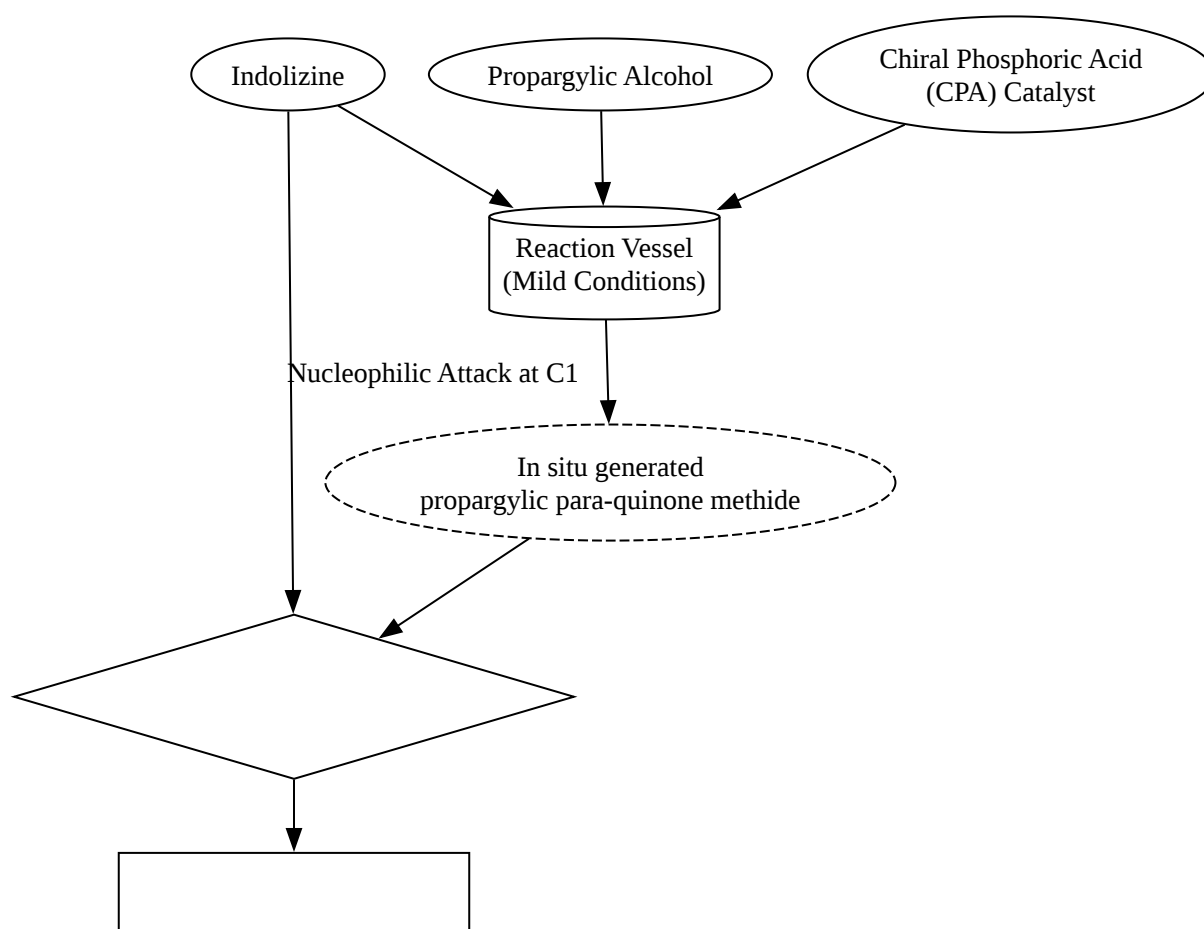 Indolizine
Propargylic Alcohol
Chiral Phosphoric Acid
(CPA) Catalyst
Reaction Vessel
(Mild Conditions)
Nucleophilic Attack at C1
In situ generated
propargylic para-quinone methide